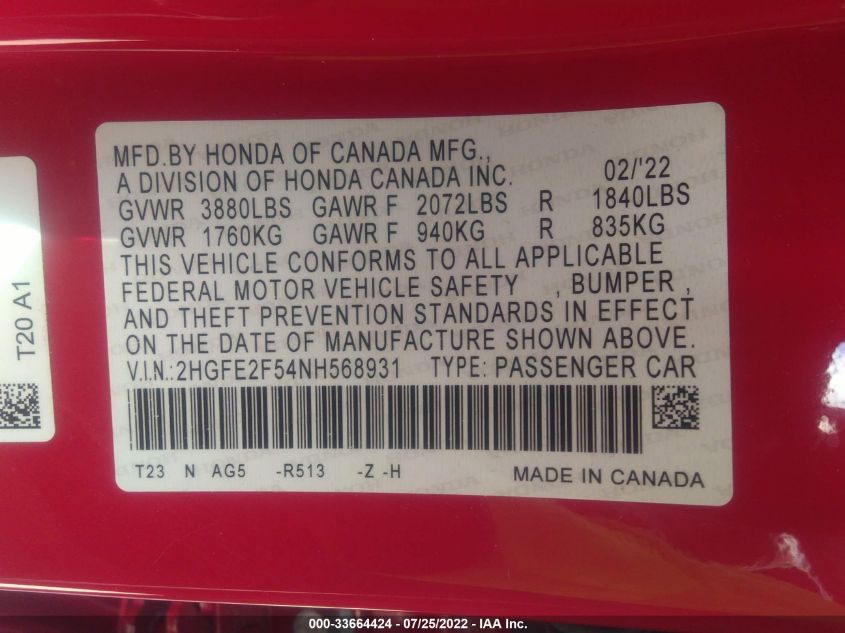 MFD.BY HONDA OF CANADA MFG.,
A DIVISION OF HONDA CANADA INC. 02/'22
GVWR 3880LBS GAWR F 2072LBS R 1840LBS
GVWR 1760KG GAWR F 940KG R 835KG
THIS VEHICLE CONFORMS TO ALL APPLICABLE
FEDERAL MOTOR VEHICLE SAFETY , BUMPER ,
AND THEFT PREVENTION STANDARDS IN EFFECT
ON THE DATE OF MANUFACTURE SHOWN ABOVE.
V.I.N.:2HGFE2F54NH568931 TYPE: PASSENGER CAR
T23 N AG5 -R513 -Z -H MADE IN CANADA
T20 A1
000-33664424 - 07/25/2022 - IAA Inc.